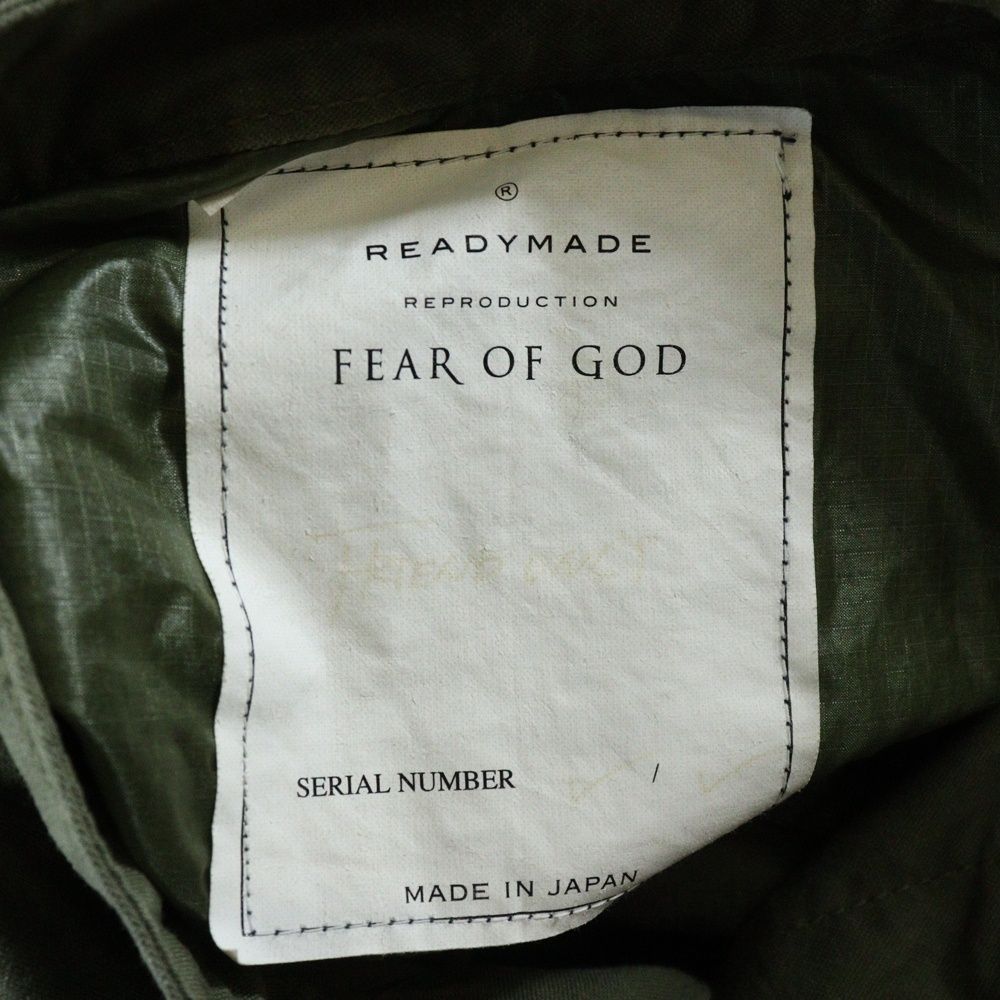 ®
READYMADE
REPRODUCTION
FEAR OF GOD
SERIAL NUMBER /
MADE IN JAPAN